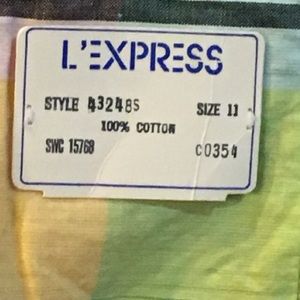 L'EXPRESS
STYLE 43248S SIZE 11
100% COTTON
SWC 15768 C0354